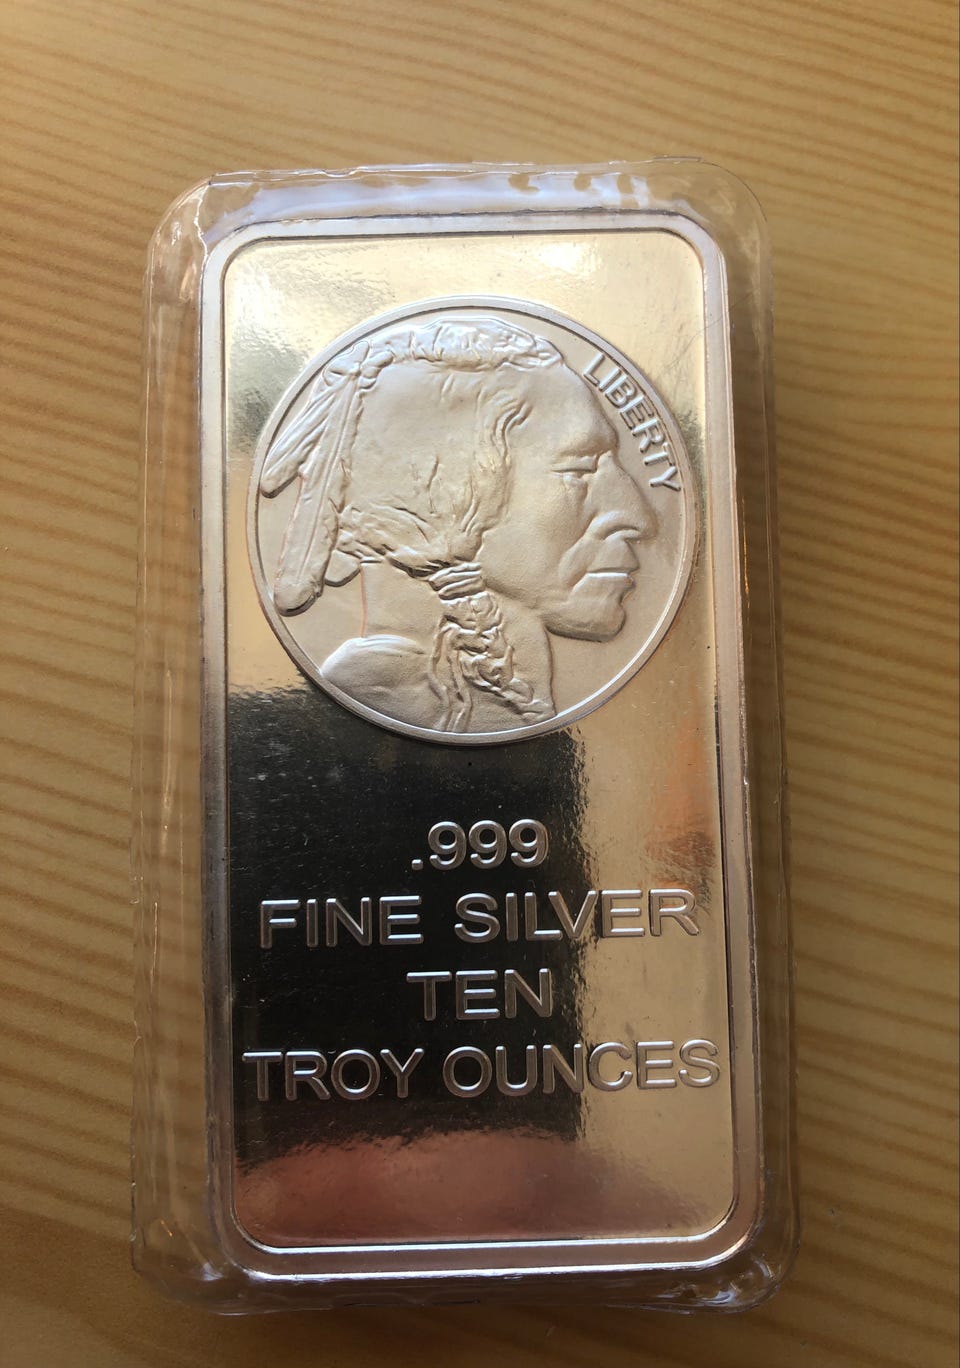 LIBERTY
.999
FINE SILVER
TEN
TROY OUNCES